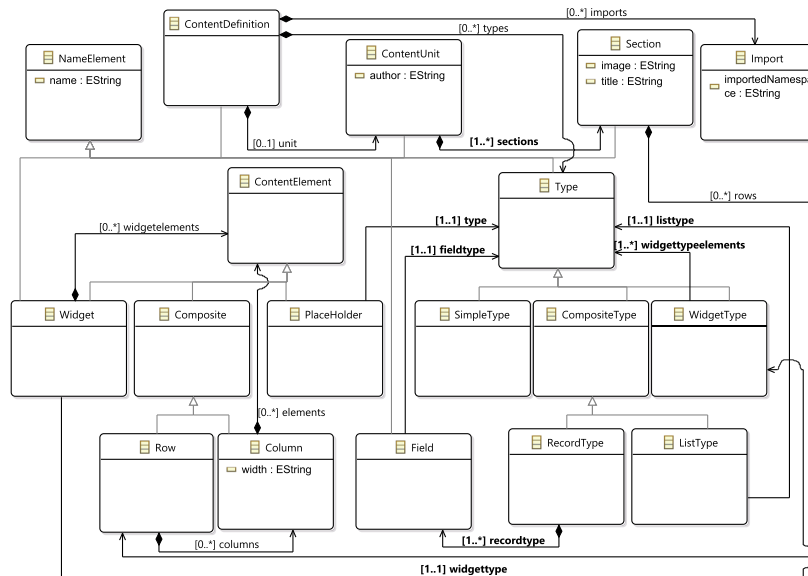 [0..*] imports
ContentDefinition
[0..*] types
NameElement
name : EString
ContentUnit
author : EString
Section
image : EString
title : EString
Import
importedNamespa
ce : EString
[0..1] unit
[1..*] sections
[0..*] rows
ContentElement
Type
[0..*] widgetelements
[1..1] type
[1..1] listtype
[1..1] fieldtype
[1..*] widgettypeelements
Widget
Composite
PlaceHolder
SimpleType
CompositeType
WidgetType
[0..*] elements
Row
Column
width : EString
Field
RecordType
ListType
[0..*] columns
[1..*] recordtype
[1..1] widgettype